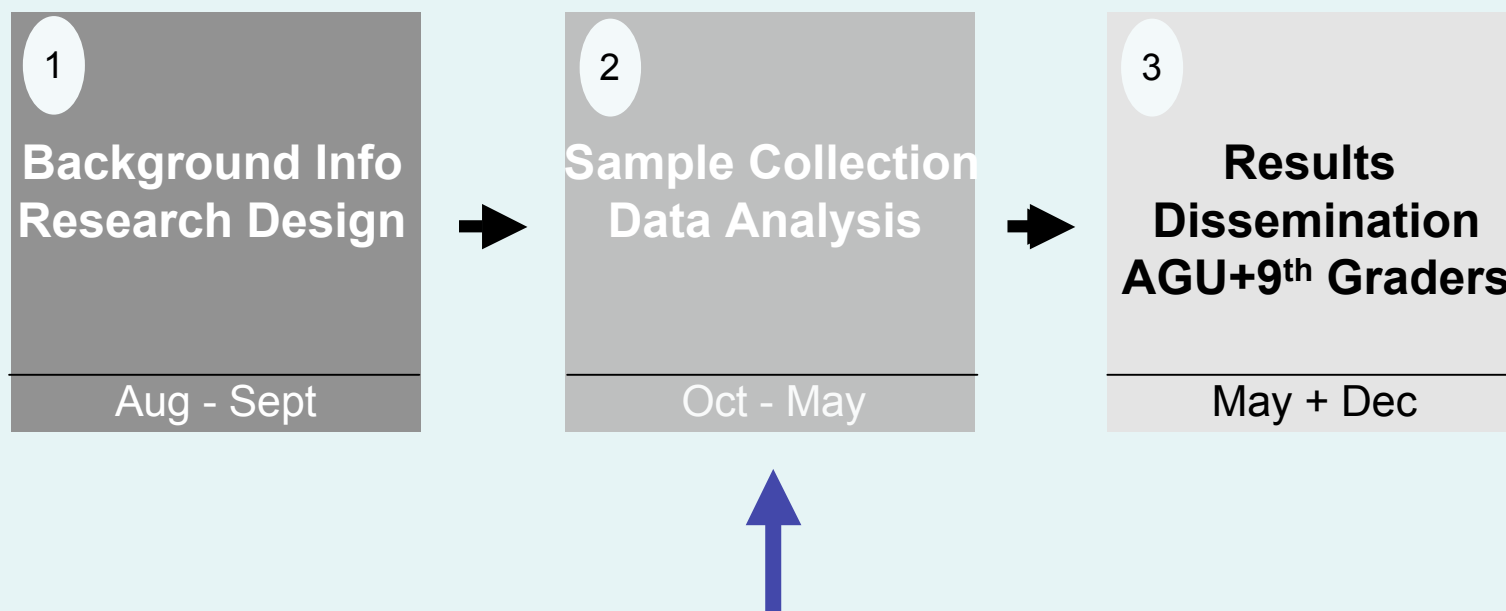 1
Background Info
Research Design
Aug - Sept
2
Sample Collection
Data Analysis
Oct - May
3
Results
Dissemination
AGU+9th Graders
May + Dec